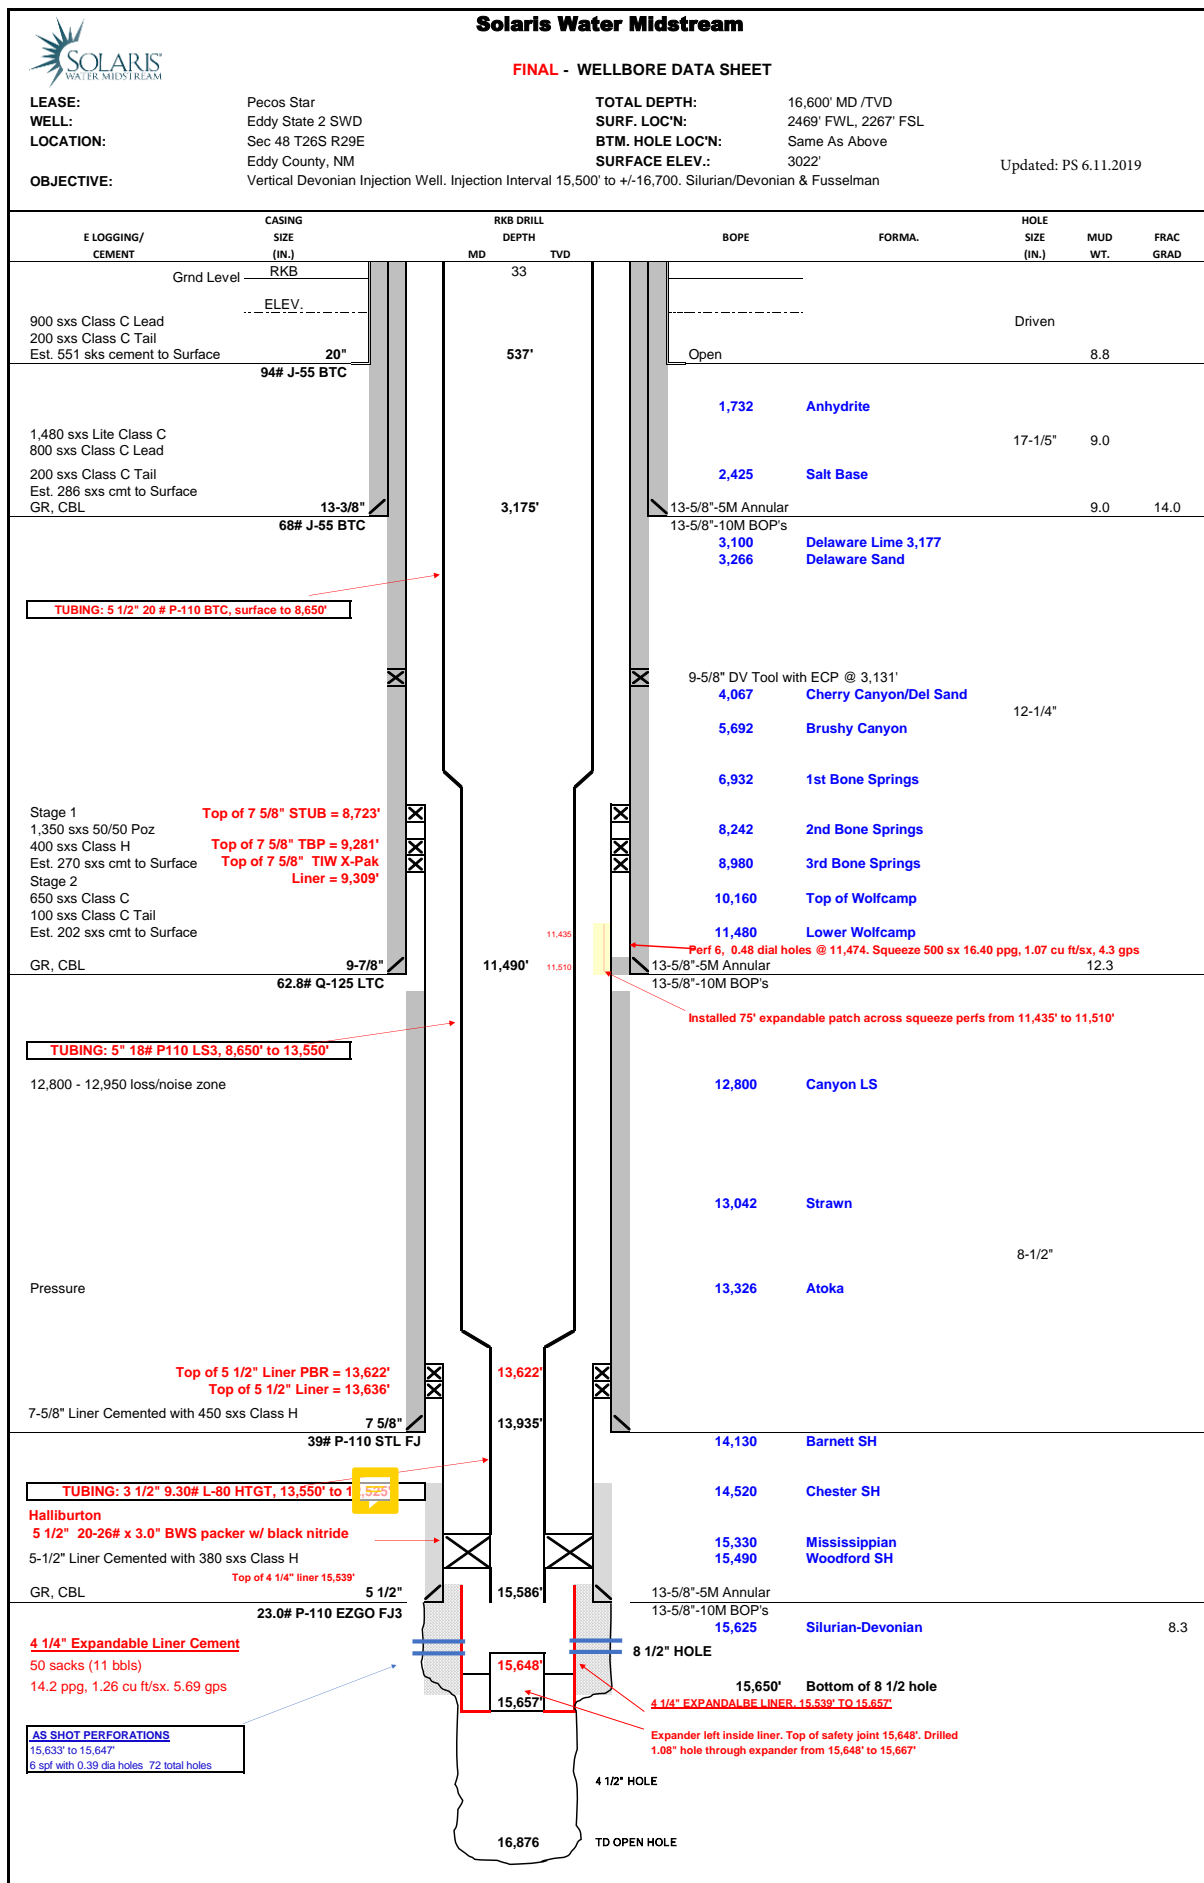 Solaris Water Midstream
SOLARIS
WATER MIDSTREAM
FINAL - WELLBORE DATA SHEET
LEASE: Pecos Star TOTAL DEPTH: 16,600' MD /TVD
WELL: Eddy State 2 SWD SURF. LOC'N: 2469' FWL, 2267' FSL
LOCATION: Sec 48 T26S R29E BTM. HOLE LOC'N: Same As Above
Eddy County, NM SURFACE ELEV.: 3022'
Updated: PS 6.11.2019
OBJECTIVE: Vertical Devonian Injection Well. Injection Interval 15,500' to +/-16,700. Silurian/Devonian & Fusselman
CASING RKB DRILL HOLE
E LOGGING/ SIZE DEPTH BOPE FORMA. SIZE MUD FRAC
CEMENT (IN.) MD TVD (IN.) WT. GRAD
Grnd Level RKB 33
ELEV.
900 sxs Class C Lead Driven
200 sxs Class C Tail
Est. 551 sks cement to Surface 20" 537' Open 8.8
94# J-55 BTC
1,732 Anhydrite
1,480 sxs Lite Class C 17-1/5" 9.0
800 sxs Class C Lead
200 sxs Class C Tail 2,425 Salt Base
Est. 286 sxs cmt to Surface
GR, CBL 13-3/8" 3,175' 13-5/8"-5M Annular 9.0 14.0
68# J-55 BTC 13-5/8"-10M BOP's
3,100 Delaware Lime 3,177
3,266 Delaware Sand
TUBING: 5 1/2" 20 # P-110 BTC, surface to 8,650'
9-5/8" DV Tool with ECP @ 3,131'
4,067 Cherry Canyon/Del Sand
12-1/4"
5,692 Brushy Canyon
6,932 1st Bone Springs
Stage 1 Top of 7 5/8" STUB = 8,723'
1,350 sxs 50/50 Poz 8,242 2nd Bone Springs
400 sxs Class H Top of 7 5/8" TBP = 9,281'
Est. 270 sxs cmt to Surface Top of 7 5/8" TIW X-Pak 8,980 3rd Bone Springs
Stage 2 Liner = 9,309'
650 sxs Class C 10,160 Top of Wolfcamp
100 sxs Class C Tail
Est. 202 sxs cmt to Surface 11,435 11,480 Lower Wolfcamp
Perf 6, 0.48 dial holes @ 11,474. Squeeze 500 sx 16.40 ppg, 1.07 cu ft/sx, 4.3 gps
GR, CBL 9-7/8" 11,490' 11,510 13-5/8"-5M Annular 12.3
62.8# Q-125 LTC 13-5/8"-10M BOP's
Installed 75' expandable patch across squeeze perfs from 11,435' to 11,510'
TUBING: 5" 18# P110 LS3, 8,650' to 13,550'
12,800 - 12,950 loss/noise zone 12,800 Canyon LS
13,042 Strawn
8-1/2"
Pressure 13,326 Atoka
Top of 5 1/2" Liner PBR = 13,622' 13,622'
Top of 5 1/2" Liner = 13,636'
7-5/8" Liner Cemented with 450 sxs Class H
7 5/8" 13,935'
39# P-110 STL FJ 14,130 Barnett SH
TUBING: 3 1/2" 9.30# L-80 HTGT, 13,550' to 14,520 Chester SH
Halliburton
5 1/2" 20-26# x 3.0" BWS packer w/ black nitride
15,330 Mississippian
5-1/2" Liner Cemented with 380 sxs Class H 15,490 Woodford SH
Top of 4 1/4" liner 15,539'
GR, CBL 5 1/2" 15,586' 13-5/8"-5M Annular
23.0# P-110 EZGO FJ3 13-5/8"-10M BOP's
15,625 Silurian-Devonian 8.3
4 1/4" Expandable Liner Cement
8 1/2" HOLE
50 sacks (11 bbls) 15,648'
14.2 ppg, 1.26 cu ft/sx. 5.69 gps 15,650' Bottom of 8 1/2 hole
15,657' 4 1/4" EXPANDALBE LINER. 15,539' TO 15,657'
AS SHOT PERFORATIONS
15,633' to 15,647'
6 spf with 0.39 dia holes 72 total holes
Expander left inside liner. Top of safety joint 15,648'. Drilled
1.08" hole through expander from 15,648' to 15,667'
4 1/2" HOLE
16,876 TD OPEN HOLE